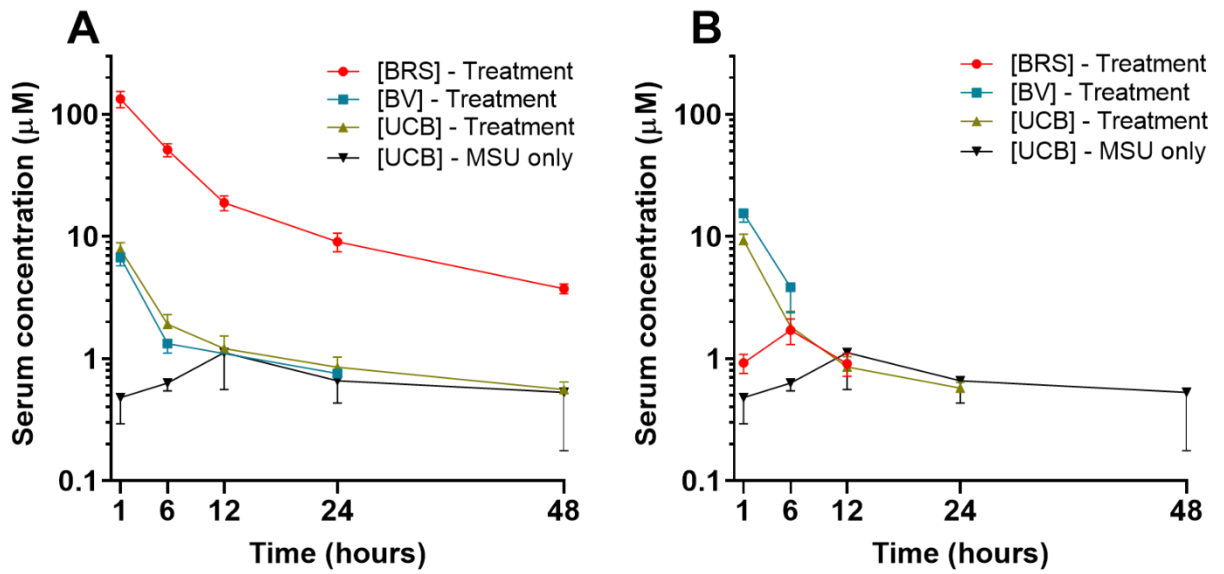 A
[BRS] - Treatment
[BV] - Treatment
[UCB] - Treatment
[UCB] - MSU only
Serum concentration (μM)
100
10
1
0.1
1 6 12 24 48
Time (hours)
B
[BRS] - Treatment
[BV] - Treatment
[UCB] - Treatment
[UCB] - MSU only
Serum concentration (μM)
100
10
1
0.1
1 6 12 24 48
Time (hours)